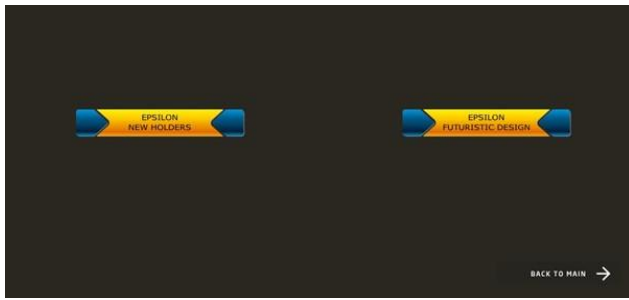 EPSILON
NEW HOLDERS
EPSILON
FUTURISTIC DESIGN
BACK TO MAIN